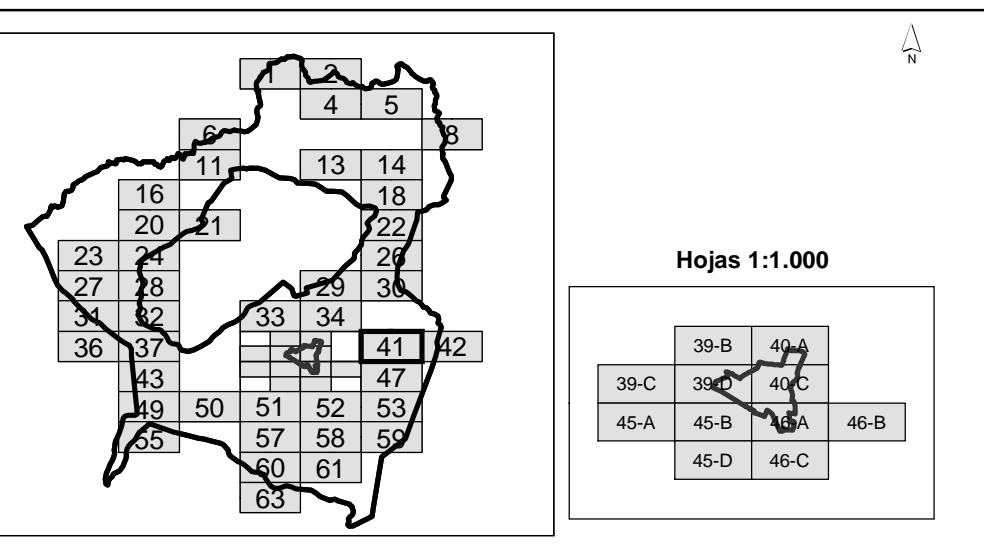 N
1 2
4 5
6 8
11 13 14
16 18
20 21 22
23 24 26
27 28 29 30
31 32 33 34
36 37 41 42
43 47
49 50 51 52 53
55 57 58 59
60 61
63
Hojas 1:1.000
39-B 40-A
39-C 39-D 40-C
45-A 45-B 46-A 46-B
45-D 46-C